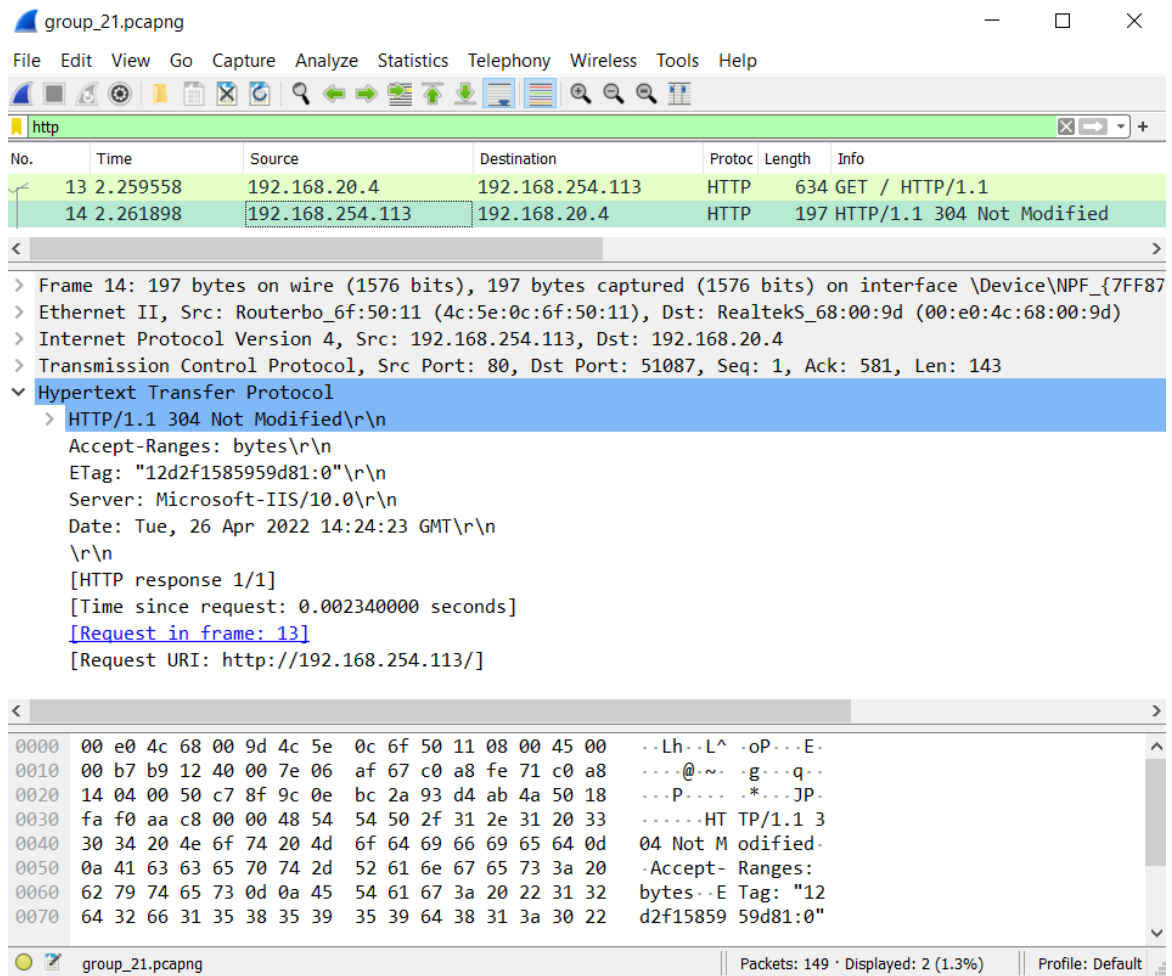 group_21.pcapng
File Edit View Go Capture Analyze Statistics Telephony Wireless Tools Help
http
No. Time Source Destination Protoc Length Info
13 2.259558 192.168.20.4 192.168.254.113 HTTP 634 GET / HTTP/1.1
14 2.261898 192.168.254.113 192.168.20.4 HTTP 197 HTTP/1.1 304 Not Modified
Frame 14: 197 bytes on wire (1576 bits), 197 bytes captured (1576 bits) on interface \Device\NPF_{7FF87
Ethernet II, Src: Routerbo_6f:50:11 (4c:5e:0c:6f:50:11), Dst: RealtekS_68:00:9d (00:e0:4c:68:00:9d)
Internet Protocol Version 4, Src: 192.168.254.113, Dst: 192.168.20.4
Transmission Control Protocol, Src Port: 80, Dst Port: 51087, Seq: 1, Ack: 581, Len: 143
Hypertext Transfer Protocol
HTTP/1.1 304 Not Modified\r\n
Accept-Ranges: bytes\r\n
ETag: "12d2f1585959d81:0"\r\n
Server: Microsoft-IIS/10.0\r\n
Date: Tue, 26 Apr 2022 14:24:23 GMT\r\n
\r\n
[HTTP response 1/1]
[Time since request: 0.002340000 seconds]
[Request in frame: 13]
[Request URI: http://192.168.254.113/]
0000 00 e0 4c 68 00 9d 4c 5e 0c 6f 50 11 08 00 45 00 ··Lh··L^ ·oP···E·
0010 00 b7 b9 12 40 00 7e 06 af 67 c0 a8 fe 71 c0 a8 ····@·~· ·g···q··
0020 14 04 00 50 c7 8f 9c 0e bc 2a 93 d4 ab 4a 50 18 ···P···· ·*···JP·
0030 fa f0 aa c8 00 00 48 54 54 50 2f 31 2e 31 20 33 ······HT TP/1.1 3
0040 30 34 20 4e 6f 74 20 4d 6f 64 69 66 69 65 64 0d 04 Not M odified·
0050 0a 41 63 63 65 70 74 2d 52 61 6e 67 65 73 3a 20 ·Accept- Ranges:
0060 62 79 74 65 73 0d 0a 45 54 61 67 3a 20 22 31 32 bytes··E Tag: "12
0070 64 32 66 31 35 38 35 39 35 39 64 38 31 3a 30 22 d2f15859 59d81:0"
group_21.pcapng Packets: 149 · Displayed: 2 (1.3%) Profile: Default